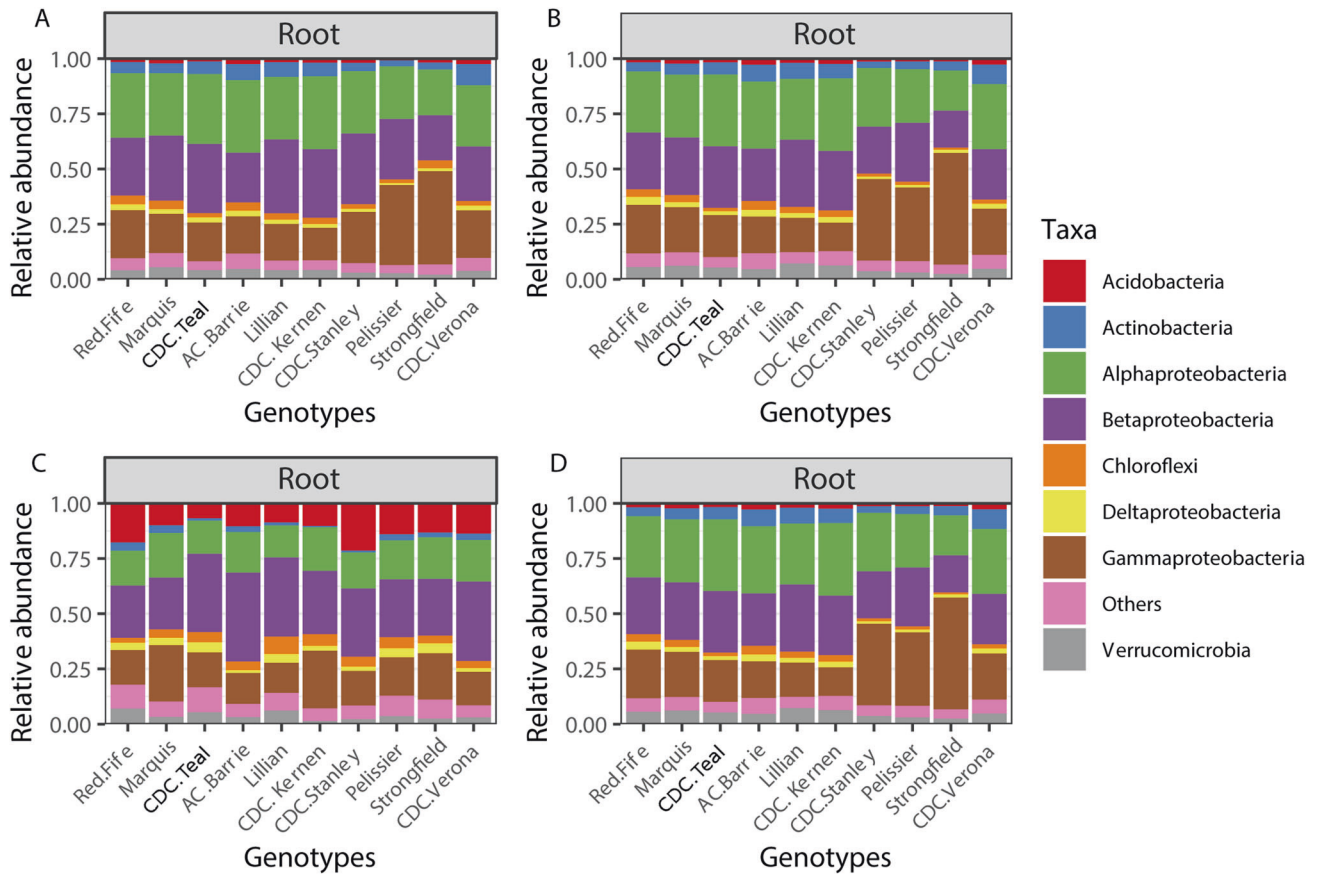 A
Root
Relative abundance
1.00
0.75
0.50
0.25
0.00
Red.Fife
Marquis
CDC.Teal
AC.Barrie
Lillian
CDC. Kernen
CDC.Stanley
Pelissier
Strongfield
CDC.Verona
Genotypes
B
Root
Relative abundance
1.00
0.75
0.50
0.25
0.00
Red.Fife
Marquis
CDC.Teal
AC.Barrie
Lillian
CDC. Kernen
CDC.Stanley
Pelissier
Strongfield
CDC.Verona
Genotypes
C
Root
Relative abundance
1.00
0.75
0.50
0.25
0.00
Red.Fife
Marquis
CDC. Teal
AC.Barrie
Lillian
CDC. Kernen
CDC.Stanley
Pelissier
Strongfield
CDC.Verona
Genotypes
D
Root
Relative abundance
1.00
0.75
0.50
0.25
0.00
Red.Fife
Marquis
CDC.Teal
AC.Barrie
Lillian
CDC. Kernen
CDC.Stanley
Pelissier
Strongfield
CDC.Verona
Genotypes
Taxa
Acidobacteria
Actinobacteria
Alphaproteobacteria
Betaproteobacteria
Chloroflexi
Deltaproteobacteria
Gammaproteobacteria
Others
Verrucomicrobia